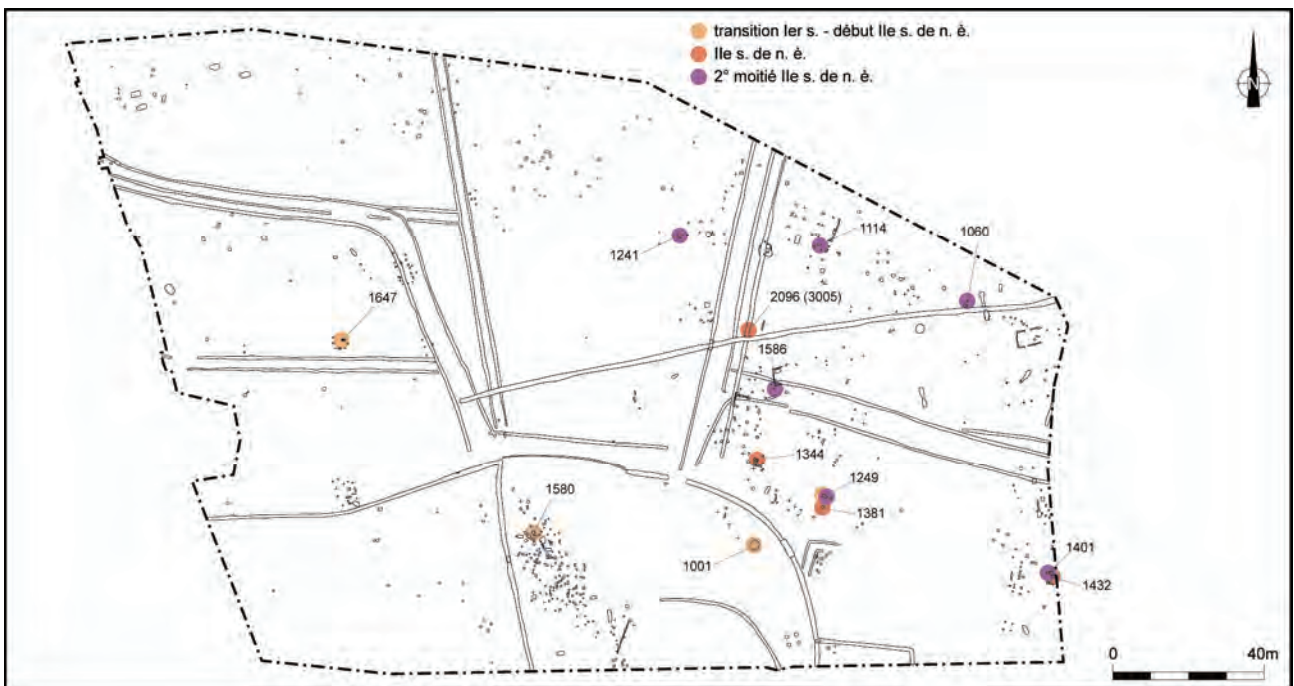 transition Ier s. - début IIe s. de n. è.
IIe s. de n. è.
2° moitié IIe s. de n. è.
N
1114
1060
1241
1647
2096 (3005)
1586
1344
1249
1580
1381
1001
1401
1432
0 40m